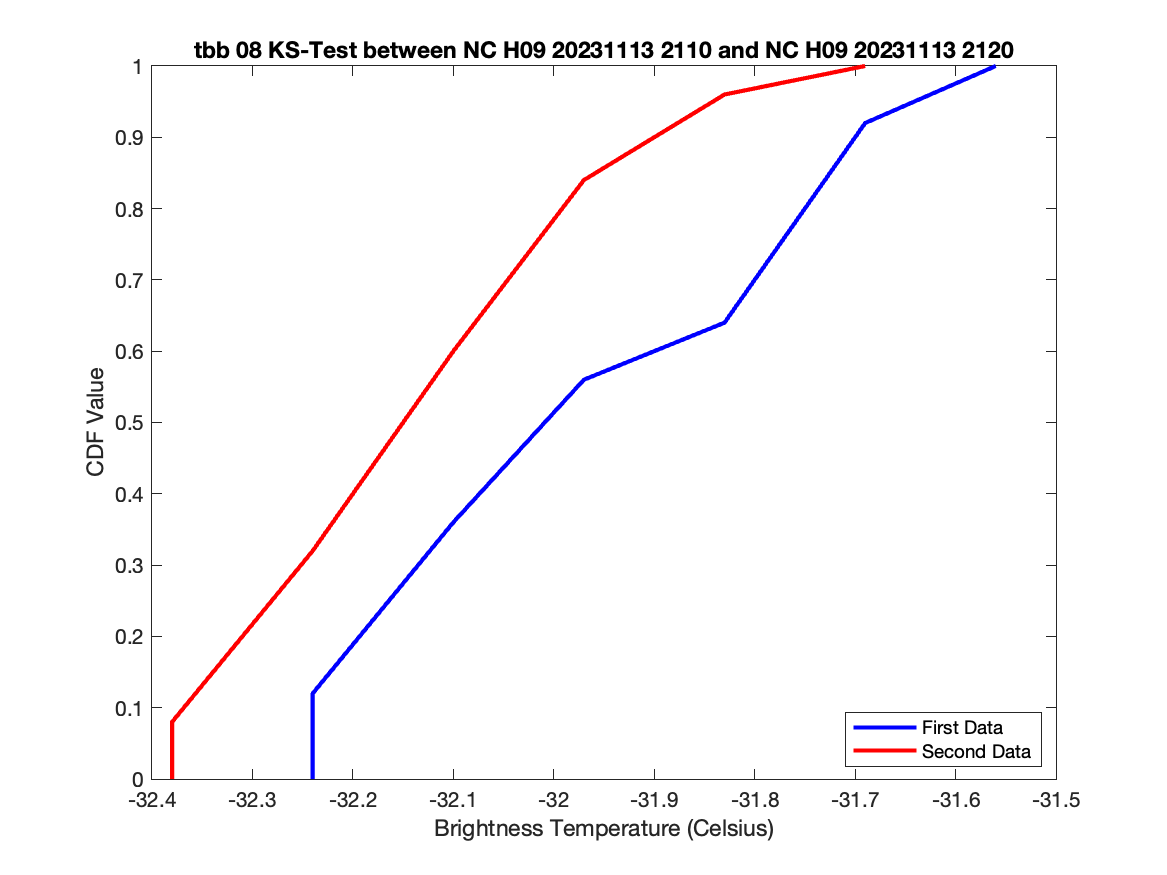 tbb 08 KS-Test between NC H09 20231113 2110 and NC H09 20231113 2120
1
0.9
0.8
0.7
0.6
0.5
0.4
0.3
0.2
0.1
0
CDF Value
First Data
Second Data
-32.4 -32.3 -32.2 -32.1 -32 -31.9 -31.8 -31.7 -31.6 -31.5
Brightness Temperature (Celsius)